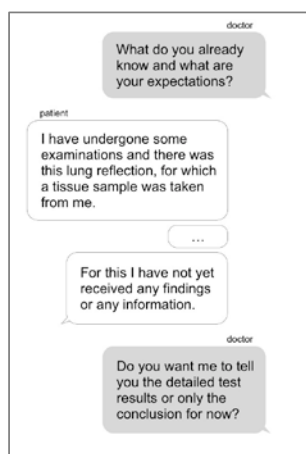 doctor
What do you already
know and what are
your expectations?
patient
I have undergone some
examinations and there was
this lung reflection, for which
a tissue sample was taken
from me.
...
For this I have not yet
received any findings
or any information.
doctor
Do you want me to tell
you the detailed test
results or only the
conclusion for now?